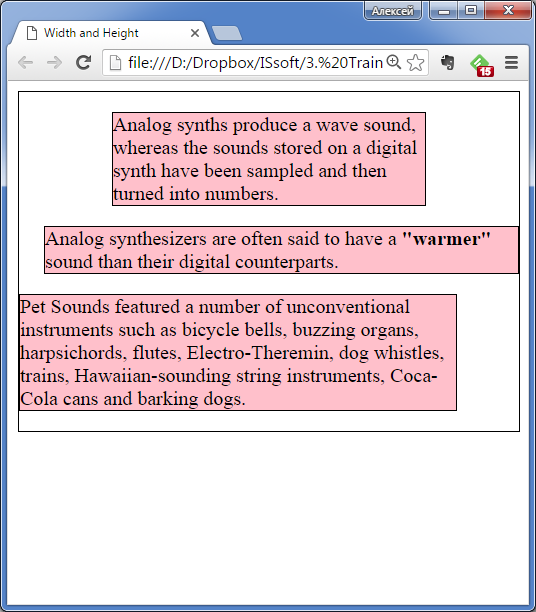 Алексей
Width and Height
file:///D:/Dropbox/ISsoft/3.%20Train
15
Analog synths produce a wave sound,
whereas the sounds stored on a digital
synth have been sampled and then
turned into numbers.
Analog synthesizers are often said to have a "warmer"
sound than their digital counterparts.
Pet Sounds featured a number of unconventional
instruments such as bicycle bells, buzzing organs,
harpsichords, flutes, Electro-Theremin, dog whistles,
trains, Hawaiian-sounding string instruments, Coca-
Cola cans and barking dogs.